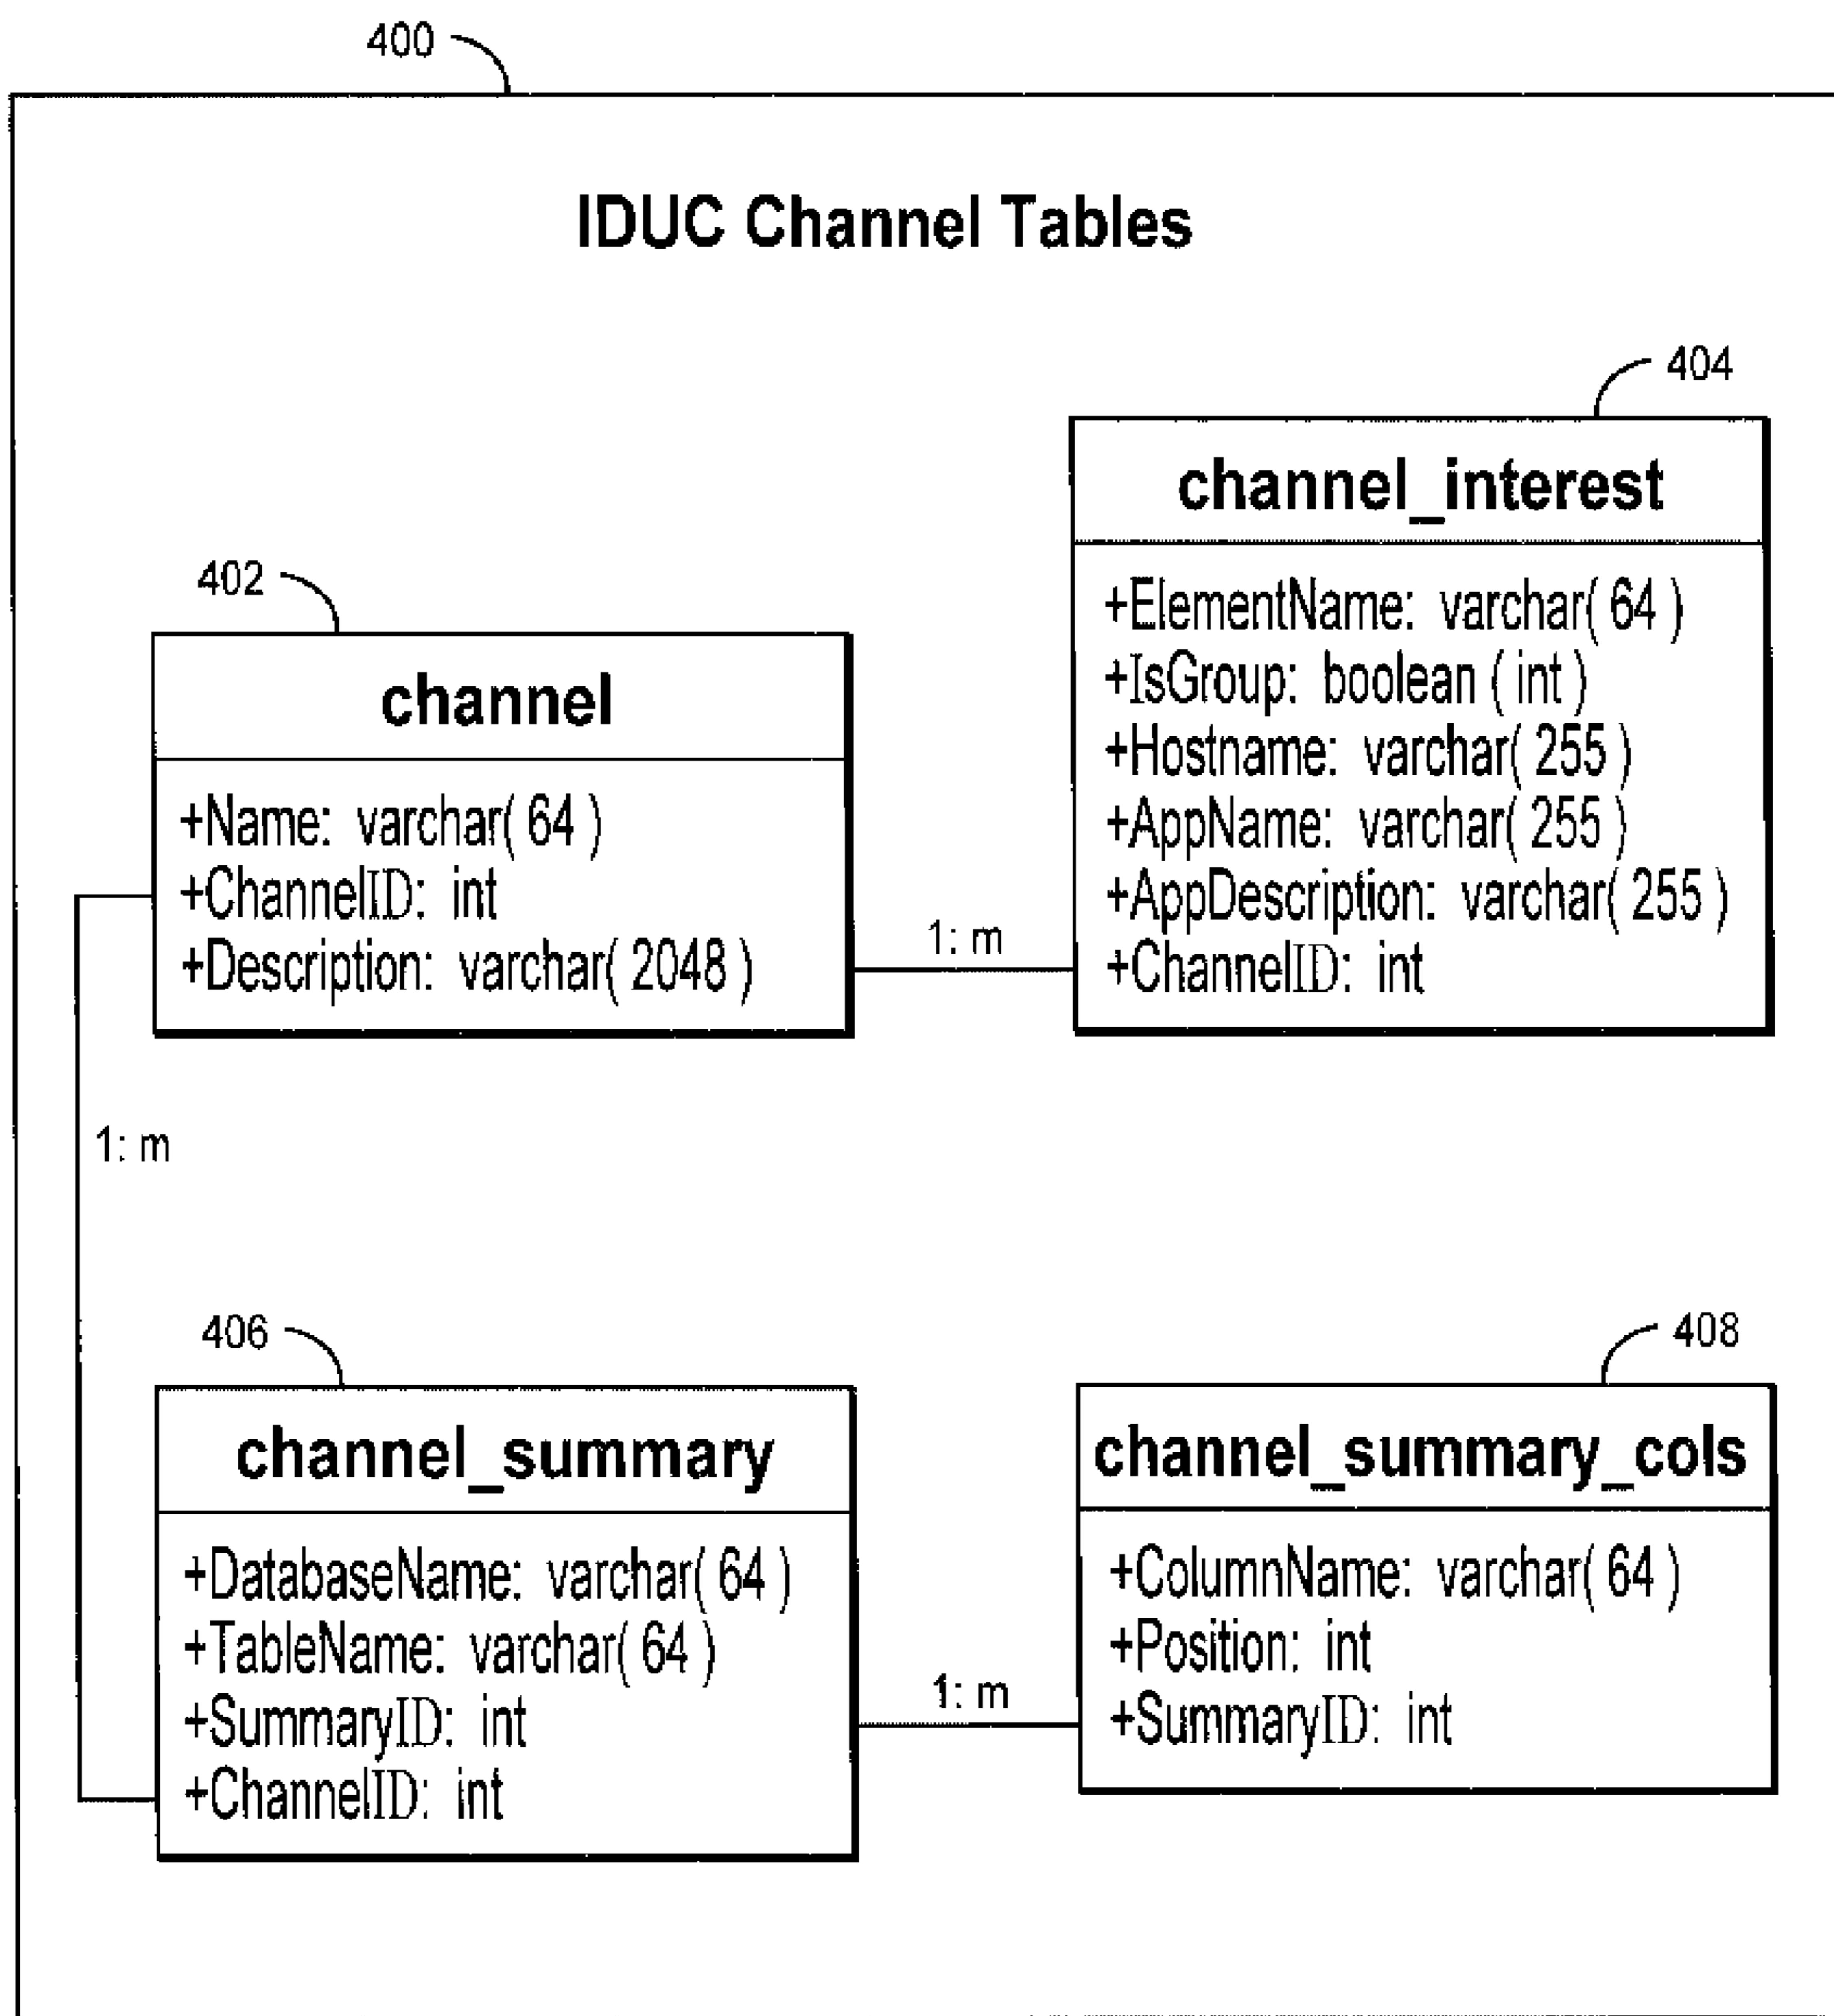 400
IDUC Channel Tables
404
channel_interest
+ElementName: varchar( 64 )
+IsGroup: boolean ( int )
+Hostname: varchar( 255 )
+AppName: varchar( 255 )
+AppDescription: varchar( 255 )
+ChannelID: int
402
channel
+Name: varchar( 64 )
+ChannelID: int
+Description: varchar( 2048 )
1: m
1: m
406
channel_summary
+DatabaseName: varchar( 64 )
+TableName: varchar( 64 )
+SummaryID: int
+ChannelID: int
1: m
408
channel_summary_cols
+ColumnName: varchar( 64 )
+Position: int
+SummaryID: int